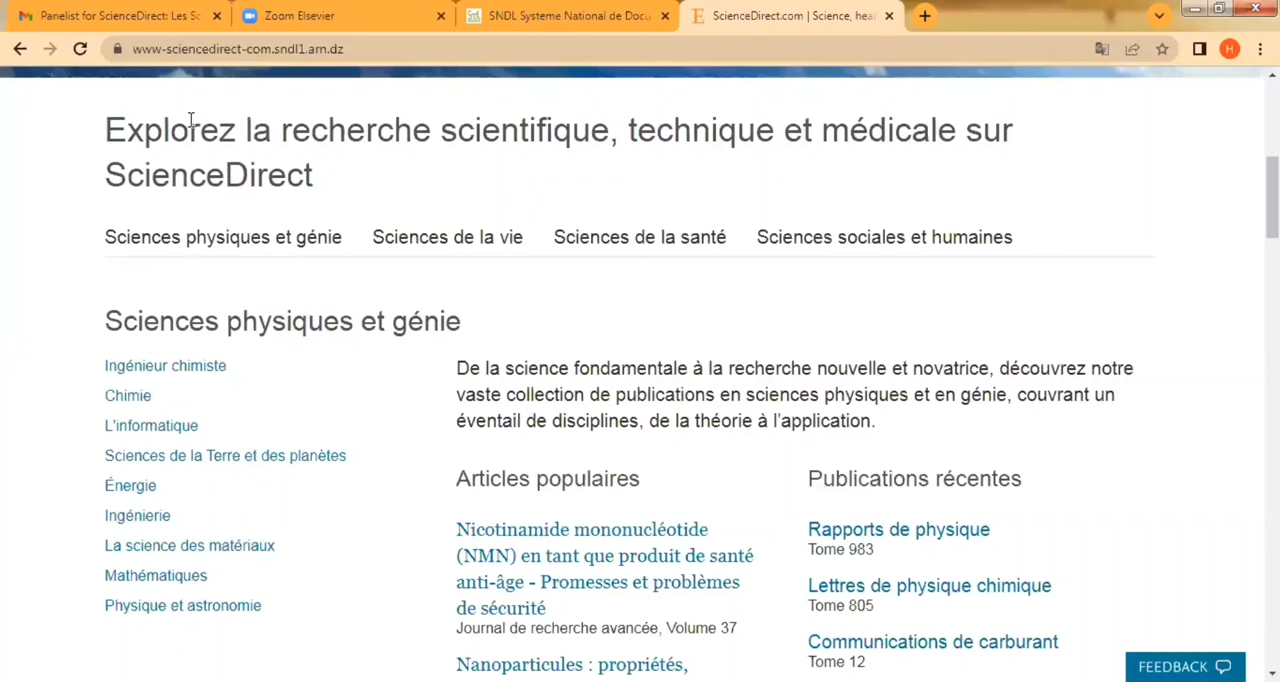 Panelist for ScienceDirect: Les Sc
Zoom Elsevier
SNDL Systeme National de Docu
ScienceDirect.com | Science, heal
www-sciencedirect-com.sndl1.arn.dz
H
Explorez la recherche scientifique, technique et médicale sur
ScienceDirect
Sciences physiques et génie
Sciences de la vie
Sciences de la santé
Sciences sociales et humaines
Sciences physiques et génie
Ingénieur chimiste
Chimie
L'informatique
Sciences de la Terre et des planètes
Énergie
Ingénierie
La science des matériaux
Mathématiques
Physique et astronomie
De la science fondamentale à la recherche nouvelle et novatrice, découvrez notre
vaste collection de publications en sciences physiques et en génie, couvrant un
éventail de disciplines, de la théorie à l'application.
Articles populaires
Nicotinamide mononucléotide
(NMN) en tant que produit de santé
anti-âge - Promesses et problèmes
de sécurité
Journal de recherche avancée, Volume 37
Nanoparticules : propriétés,
Publications récentes
Rapports de physique
Tome 983
Lettres de physique chimique
Tome 805
Communications de carburant
Tome 12
FEEDBACK